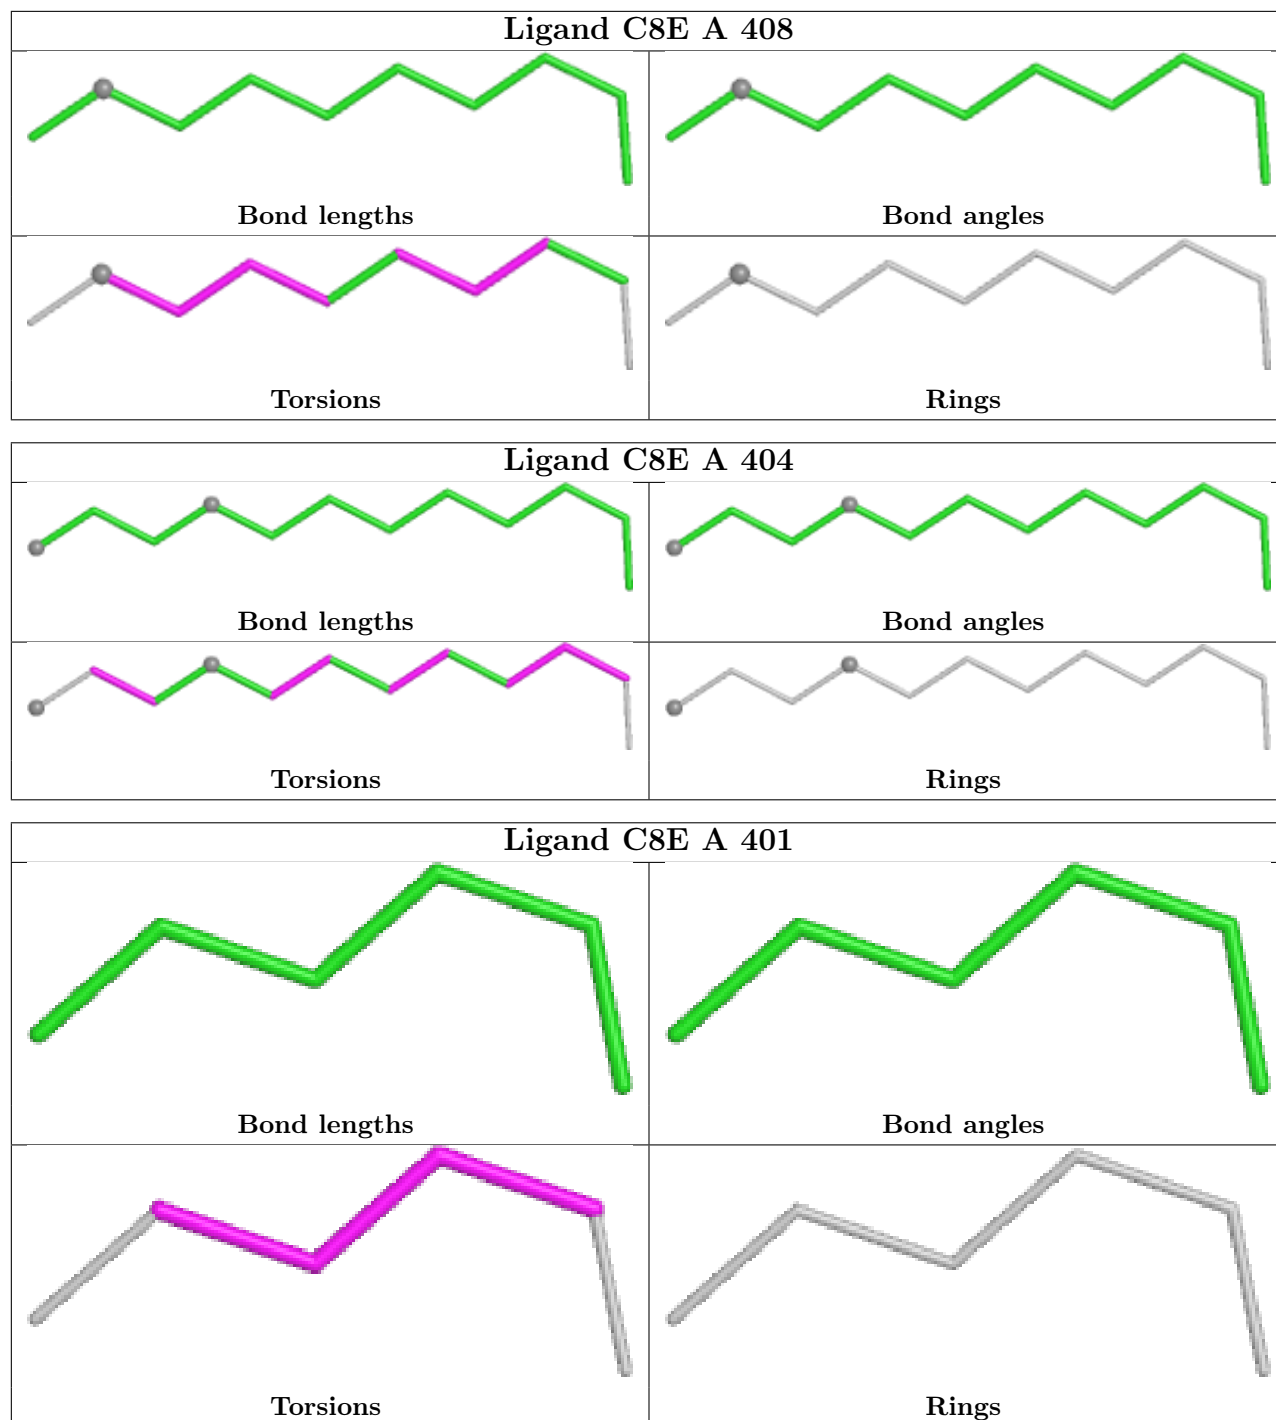 Ligand C8E A 408
Bond lengths
Bond angles
Torsions
Rings
Ligand C8E A 404
Bond lengths
Bond angles
Torsions
Rings
Ligand C8E A 401
Bond lengths
Bond angles
Torsions
Rings